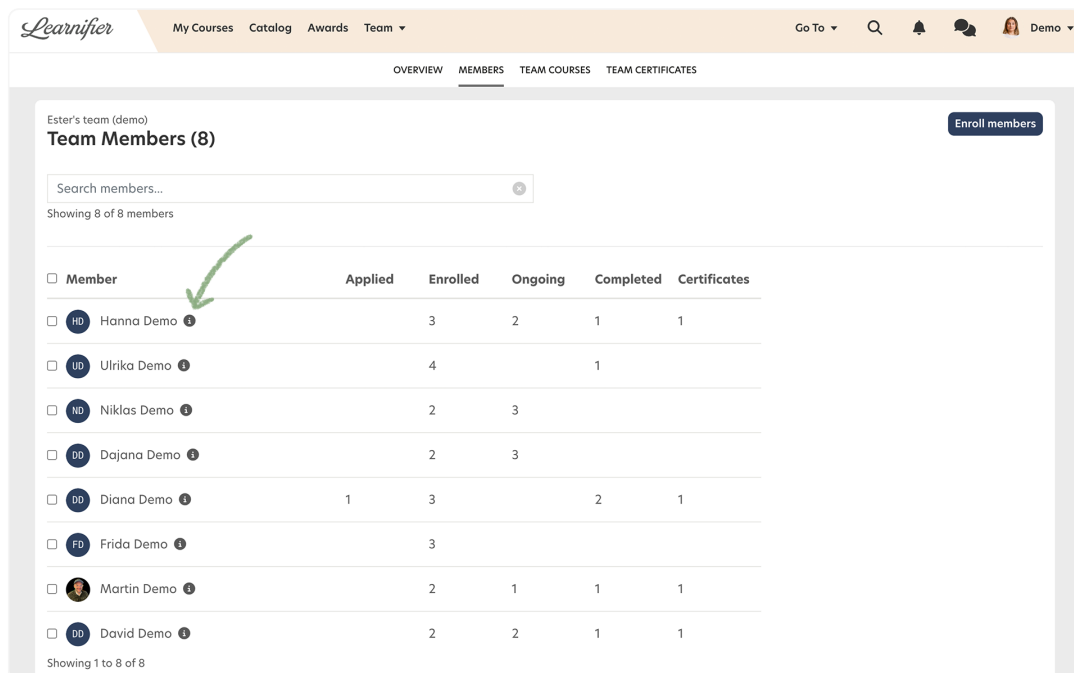 Learnifier My Courses Catalog Awards Team Go To Demo
OVERVIEW MEMBERS TEAM COURSES TEAM CERTIFICATES
Ester's team (demo)
Team Members (8)
Enroll members
Search members...
Showing 8 of 8 members
Member Applied Enrolled Ongoing Completed Certificates
HD Hanna Demo 3 2 1 1
UD Ulrika Demo 4 1
ND Niklas Demo 2 3
DD Dajana Demo 2 3
DD Diana Demo 1 3 2 1
FD Frida Demo 3
Martin Demo 2 1 1 1
DD David Demo 2 2 1 1
Showing 1 to 8 of 8